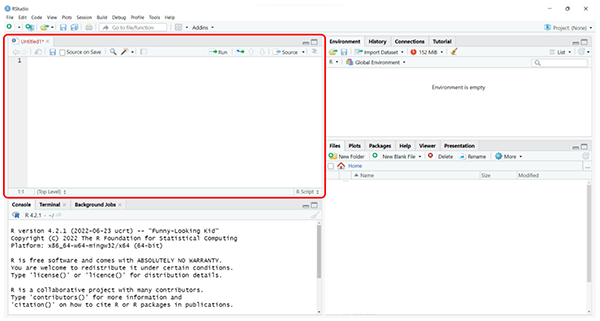 RStudio
File Edit Code View Plots Session Build Debug Profile Tools Help
Go to file/function Addins Project: (None)
Untitled1*
Source on Save Run Source
1
1:1 (Top Level) R Script
Console Terminal Background Jobs
R 4.2.1 · ~/
R version 4.2.1 (2022-06-23 ucrt) -- "Funny-Looking Kid"
Copyright (C) 2022 The R Foundation for Statistical Computing
Platform: x86_64-w64-mingw32/x64 (64-bit)
R is free software and comes with ABSOLUTELY NO WARRANTY.
You are welcome to redistribute it under certain conditions.
Type 'license()' or 'licence()' for distribution details.
R is a collaborative project with many contributors.
Type 'contributors()' for more information and
'citation()' on how to cite R or R packages in publications.
Environment History Connections Tutorial
Import Dataset 152 MiB List
R Global Environment
Environment is empty
Files Plots Packages Help Viewer Presentation
New Folder New Blank File Delete Rename More
Home
Name Size Modified